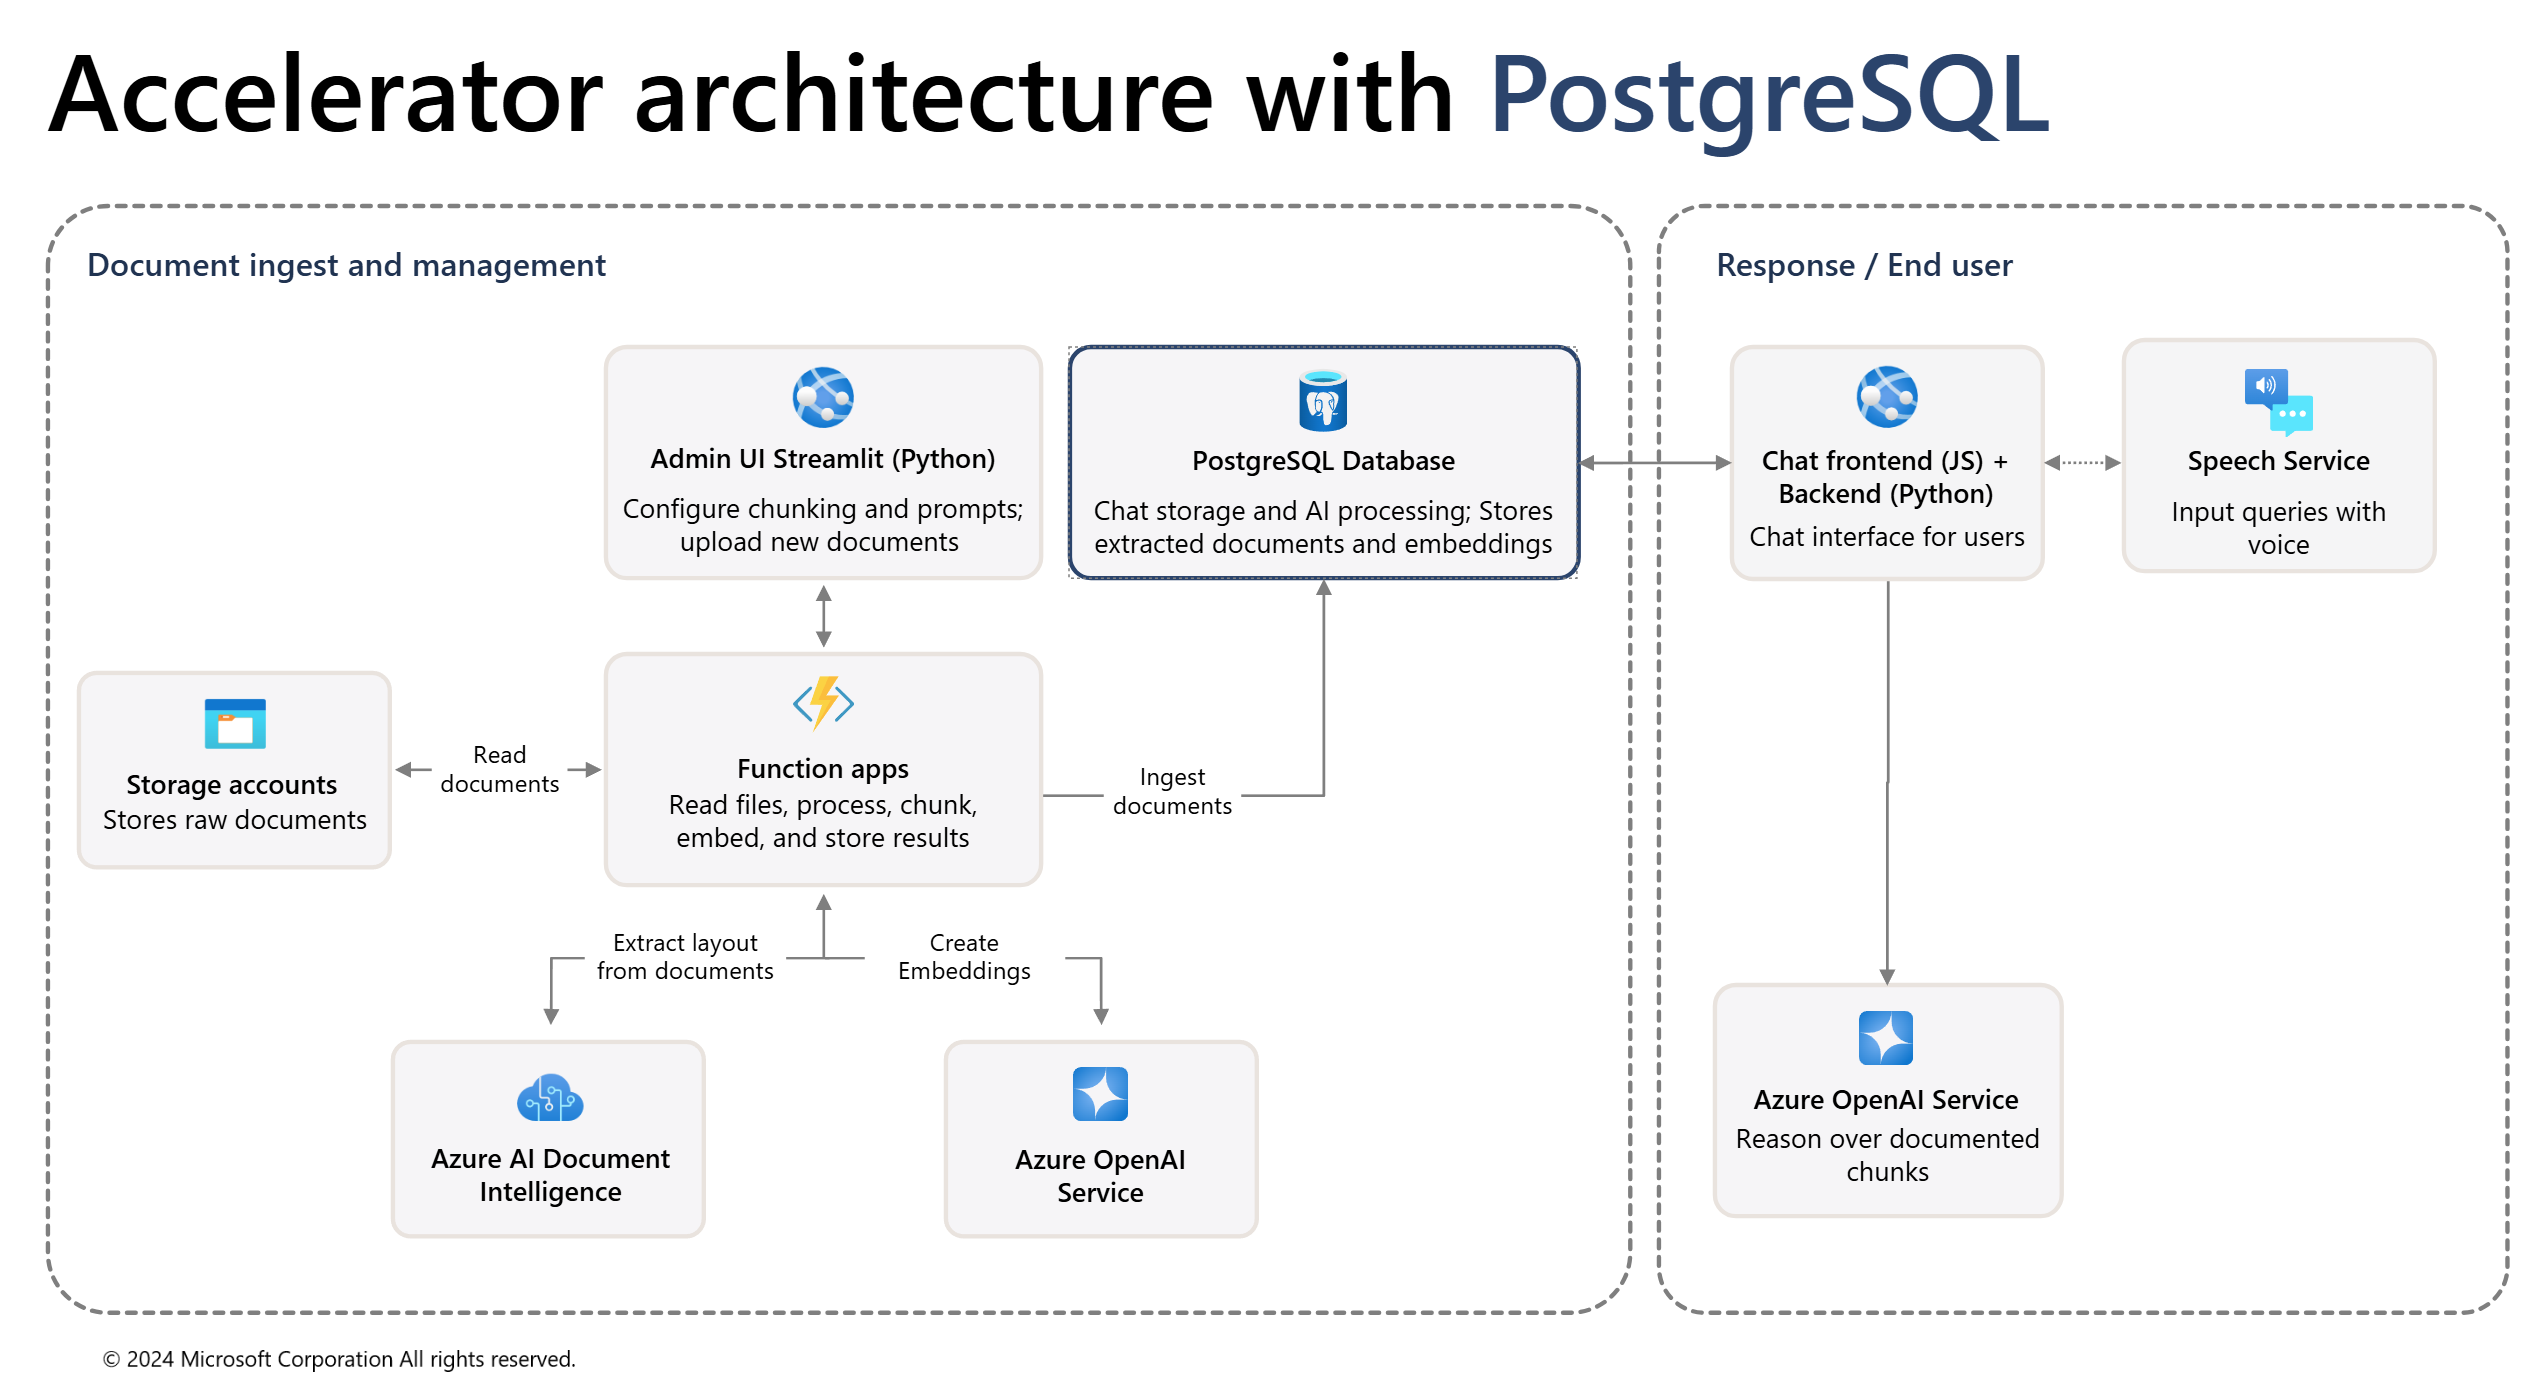 Accelerator architecture with PostgreSQL
Document ingest and management
Admin UI Streamlit (Python)
Configure chunking and prompts;
upload new documents
PostgreSQL Database
Chat storage and AI processing; Stores
extracted documents and embeddings
Storage accounts
Stores raw documents
Read
documents
Function apps
Read files, process, chunk,
embed, and store results
Ingest
documents
Extract layout
from documents
Create
Embeddings
Azure AI Document
Intelligence
Azure OpenAI
Service
Response / End user
Chat frontend (JS) +
Backend (Python)
Chat interface for users
Speech Service
Input queries with
voice
Azure OpenAI Service
Reason over documented
chunks
© 2024 Microsoft Corporation All rights reserved.